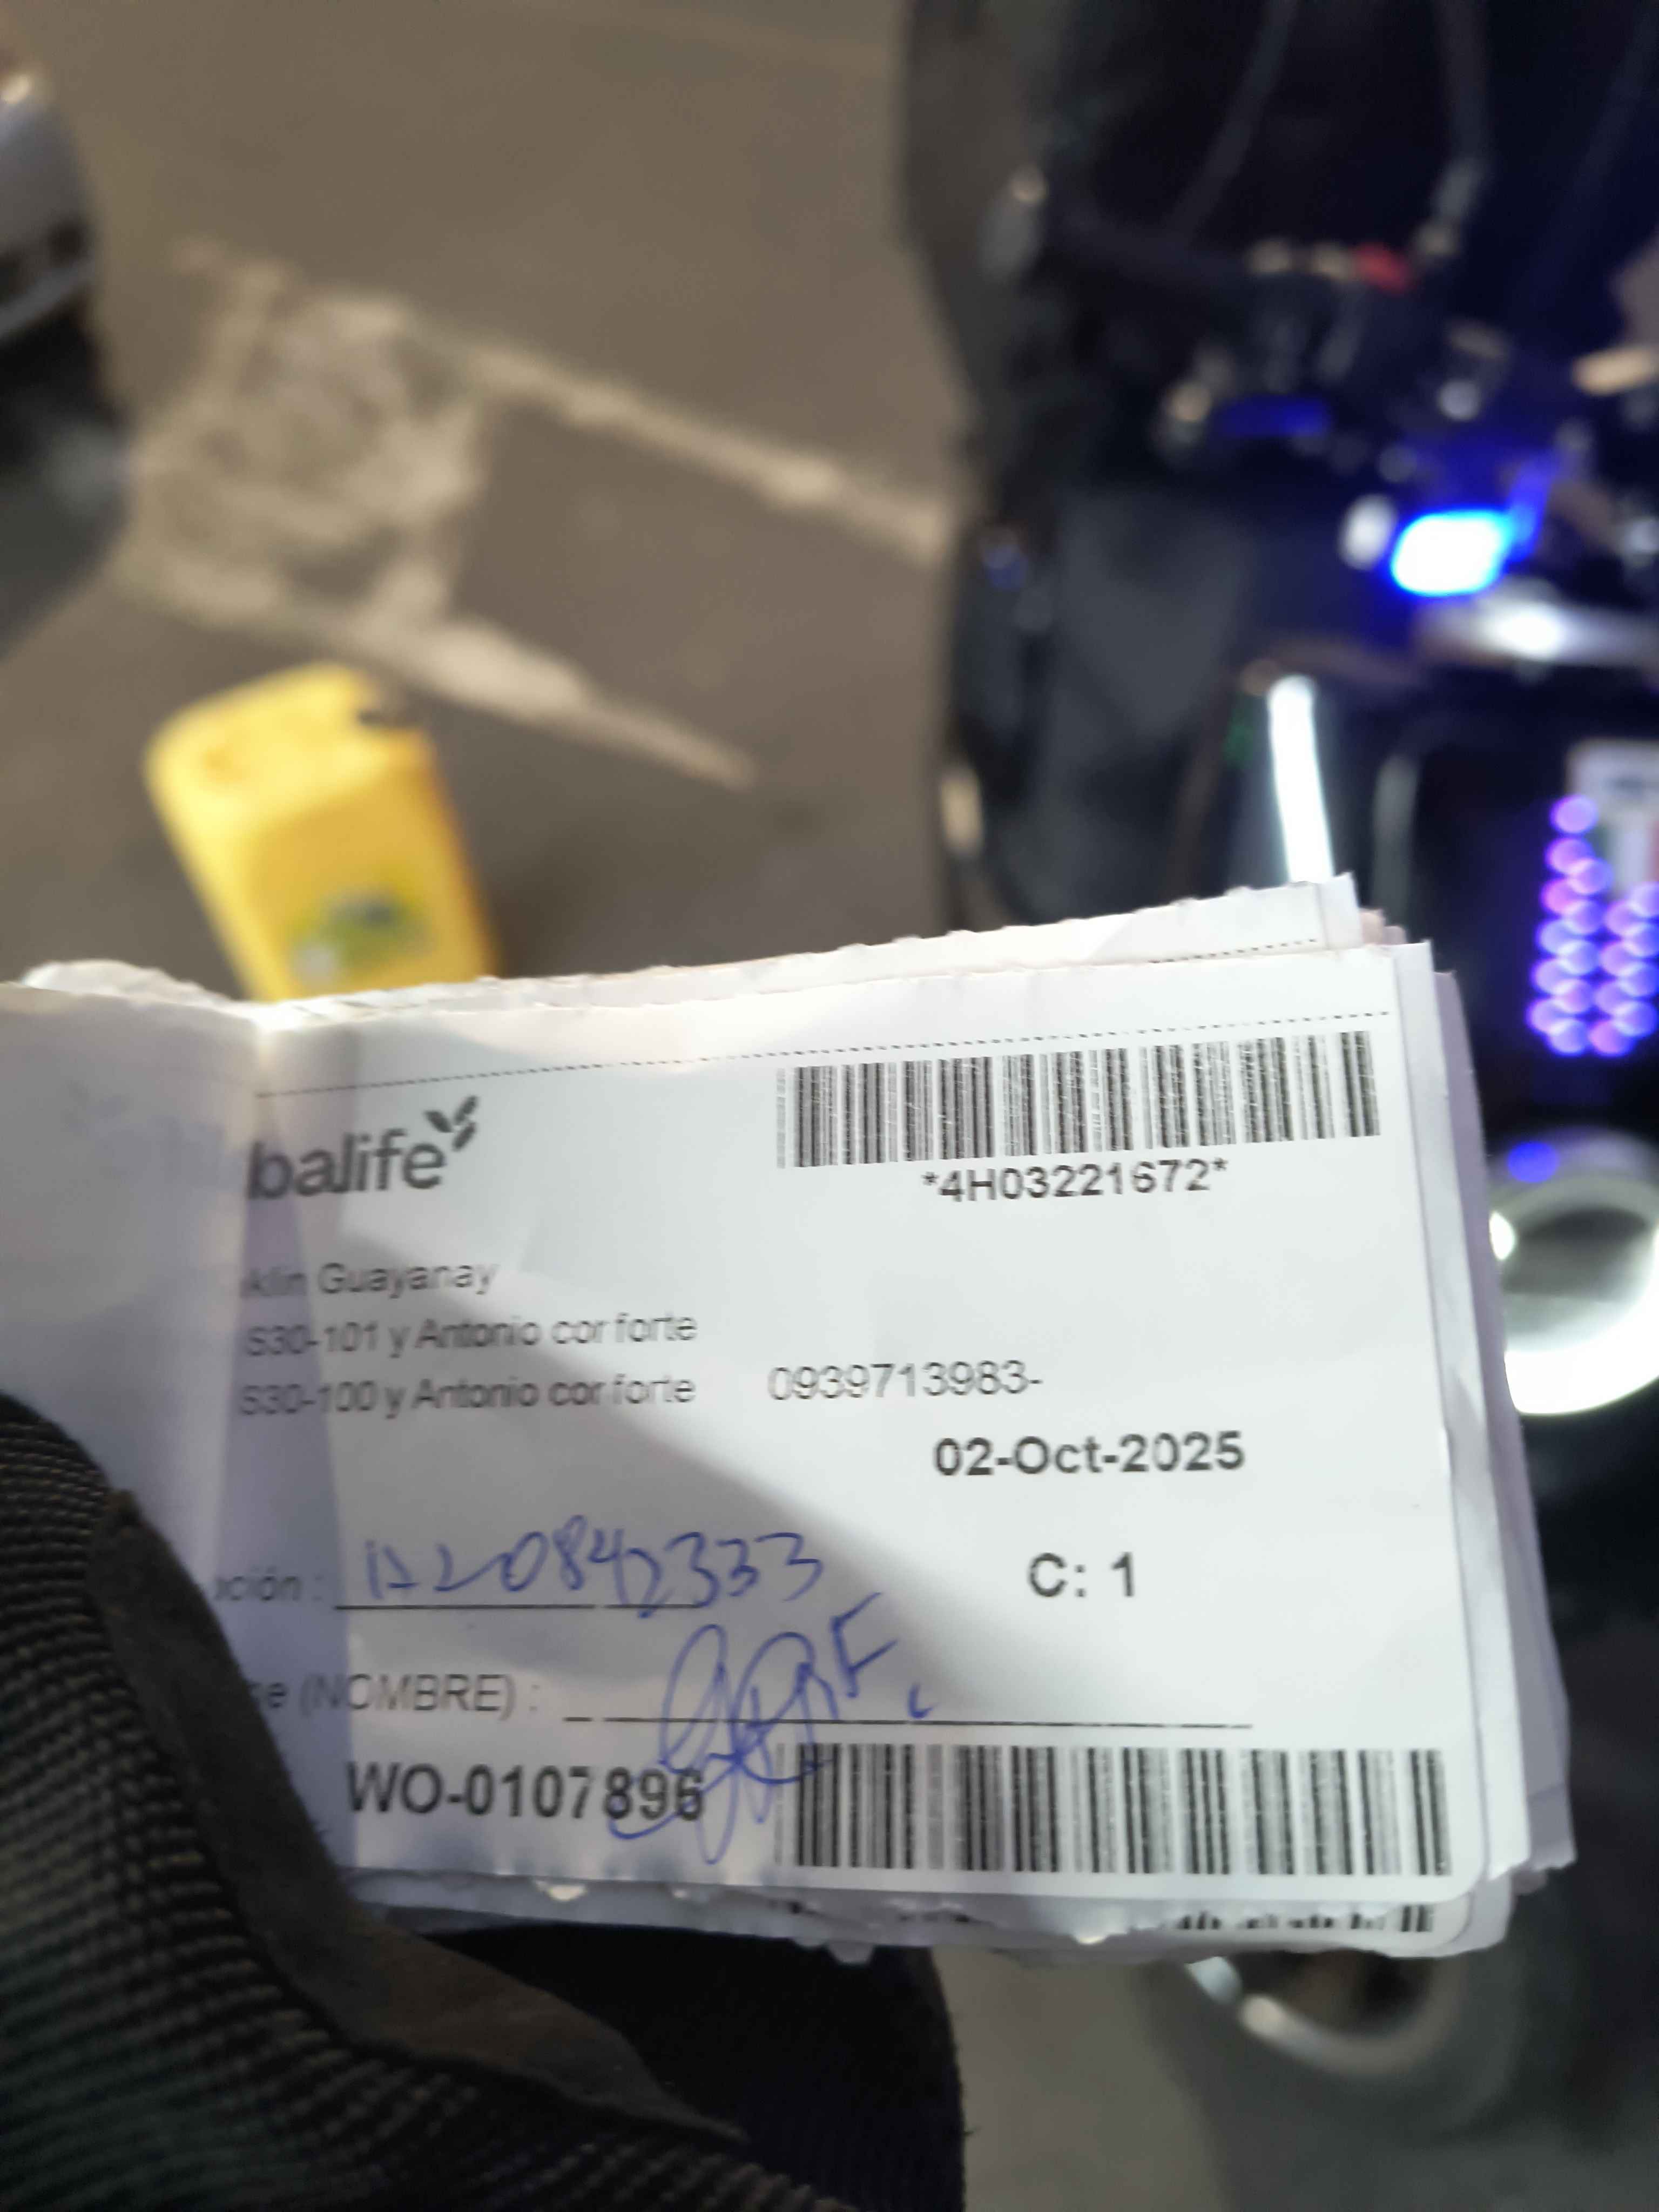 balife
*4H03221672*
klin Guayanay
S30-101 y Antonio cor forte
S30-100 y Antonio cor forte 0939713983-
02-Oct-2025
ción :
C: 1
e (NOMBRE) :
WO-0107896